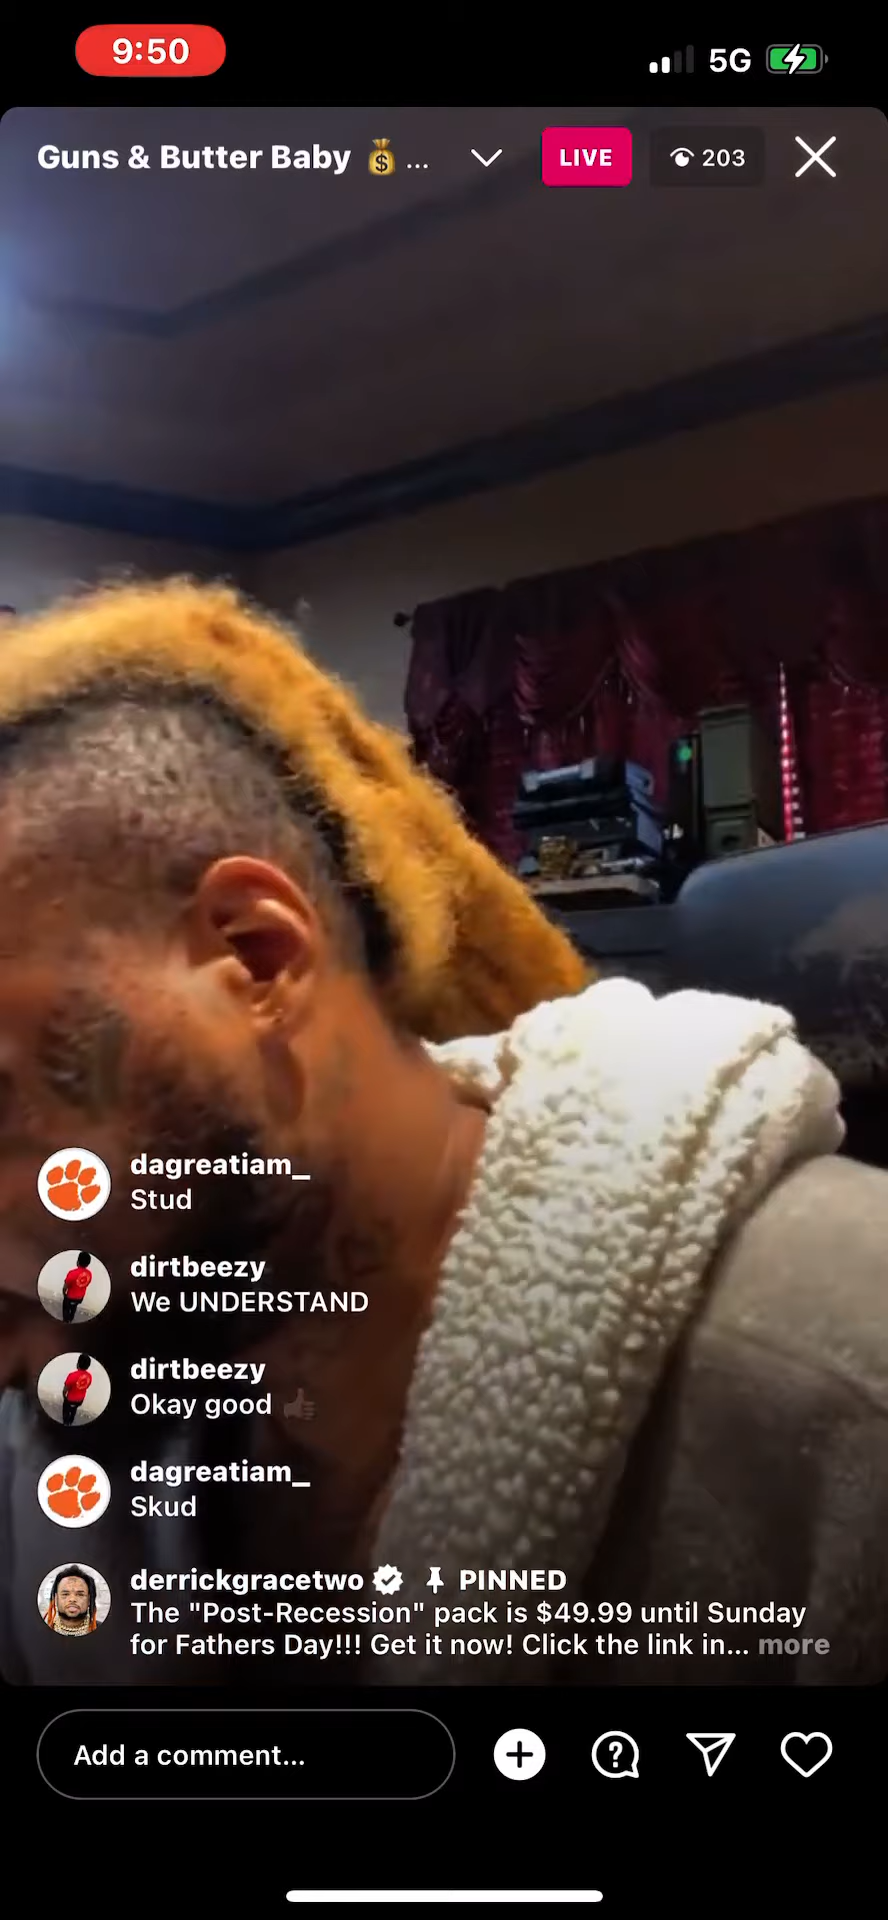 9:50
5G
Guns & Butter Baby 💰 ...
LIVE
203
dagreatiam_
Stud
dirtbeezy
We UNDERSTAND
dirtbeezy
Okay good 👍🏿
dagreatiam_
Skud
derrickgracetwo PINNED
The "Post-Recession" pack is $49.99 until Sunday
for Fathers Day!!! Get it now! Click the link in... more
Add a comment...